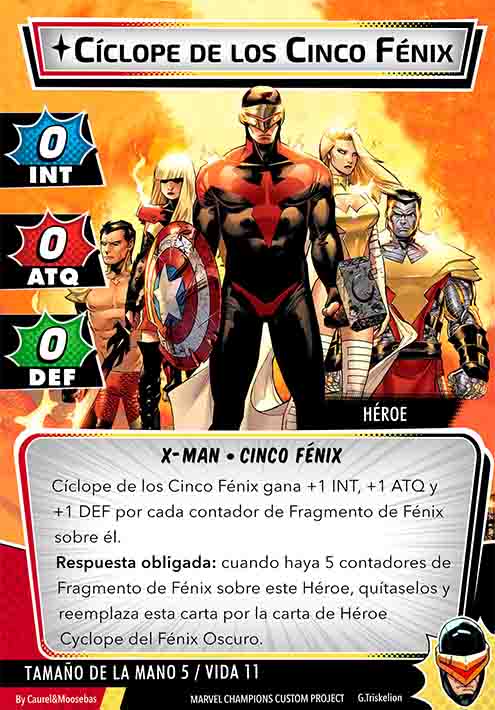 CÍCLOPE DE LOS CINCO FÉNIX
0
INT
0
ATQ
0
DEF
HÉROE
X-MAN • CINCO FÉNIX
Cíclope de los Cinco Fénix gana +1 INT, +1 ATQ y
+1 DEF por cada contador de Fragmento de Fénix
sobre él.
Respuesta obligada: cuando haya 5 contadores de
Fragmento de Fénix sobre este Héroe, quítaselos y
reemplaza esta carta por la carta de Héroe
Cyclope del Fénix Oscuro.
TAMAÑO DE LA MANO 5 / VIDA 11
By Caurel&Moosebas MARVEL CHAMPIONS CUSTOM PROJECT G.Triskelion